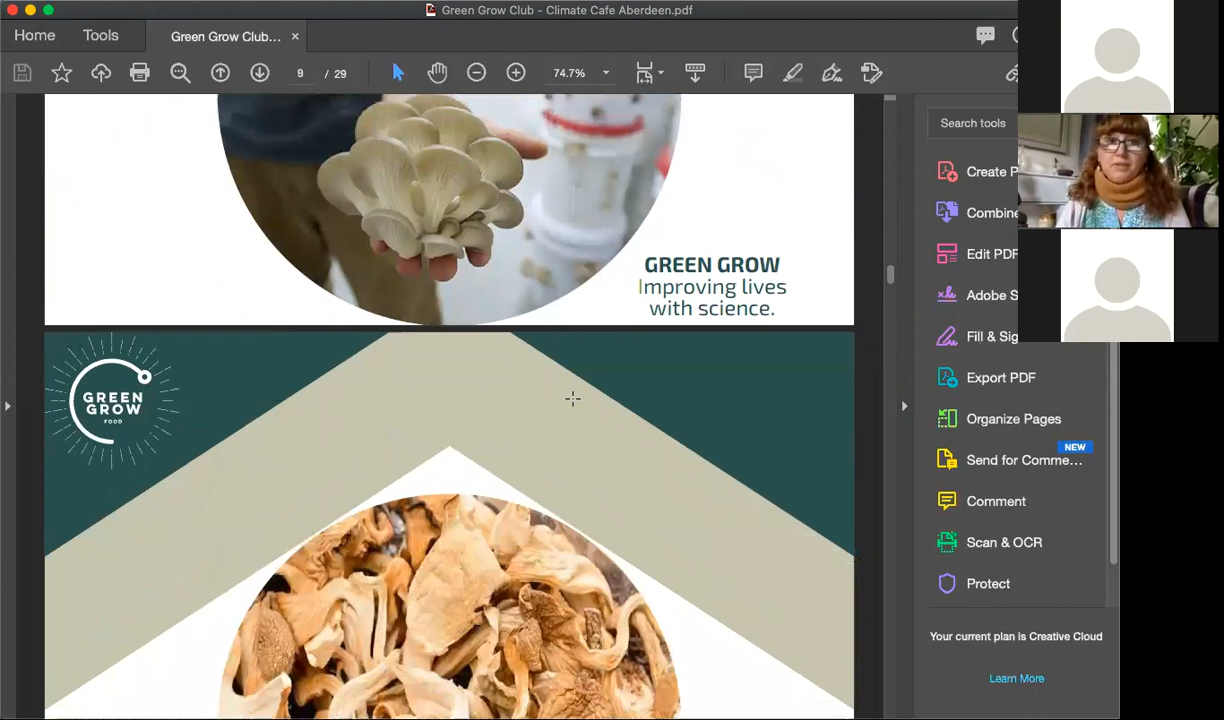 Green Grow Club - Climate Cafe Aberdeen.pdf
Home
Tools
Green Grow Club...
9 / 29
74.7%
Search tools
Create P
Combine
Edit PDF
Adobe S
Fill & Sig
Export PDF
Organize Pages
NEW
Send for Comme...
Comment
Scan & OCR
Protect
Your current plan is Creative Cloud
Learn More
GREEN GROW
Improving lives
with science.
GREEN
GROW
FOOD